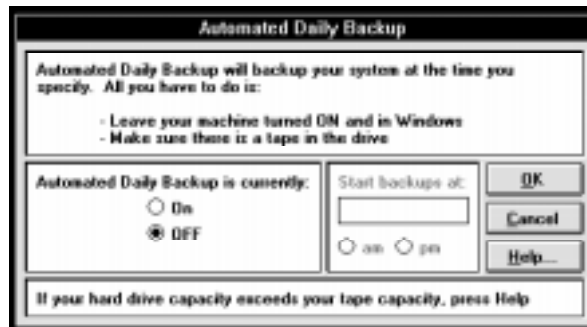 Automated Daily Backup
Automated Daily Backup will backup your system at the time you
specify. All you have to do is:
- Leave your machine turned ON and in Windows
- Make sure there is a tape in the drive
Automated Daily Backup is currently:
On
OFF
Start backups at:
am pm
OK
Cancel
Help...
If your hard drive capacity exceeds your tape capacity, press Help